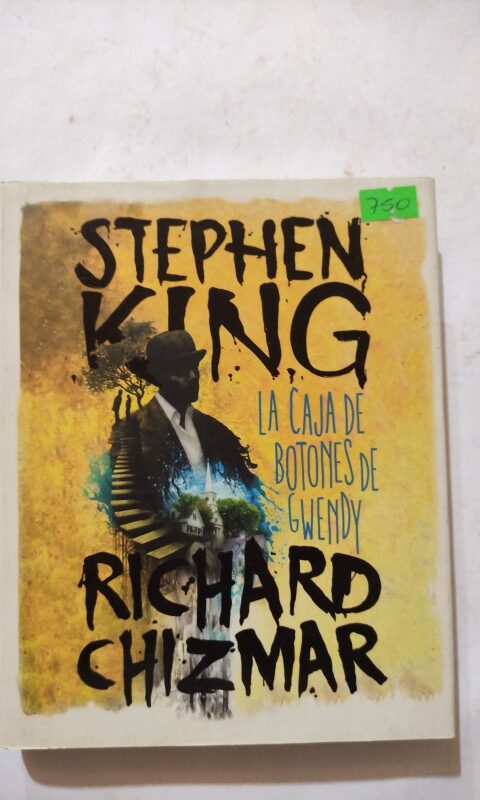 750
STEPHEN
KING
LA CAJA DE
BOTONES DE
GWENDY
RICHARD
CHIZMAR